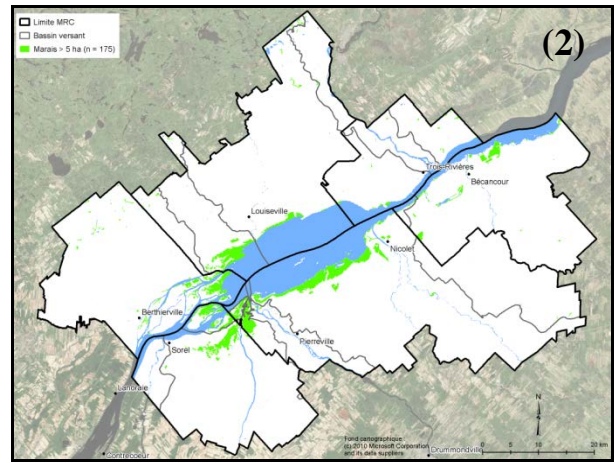 Limite MRC
Bassin versant
Marais > 5 ha (n = 175)
(2)
Trois-Rivières
Bécancour
Louiseville
Nicolet
Berthierville
Sorel
Pierreville
Lanoraie
Contrecoeur
Drummondville
Fond cartographique :
(c) 2010 Microsoft Corporation
and its data suppliers
N
0 5 10 20 km